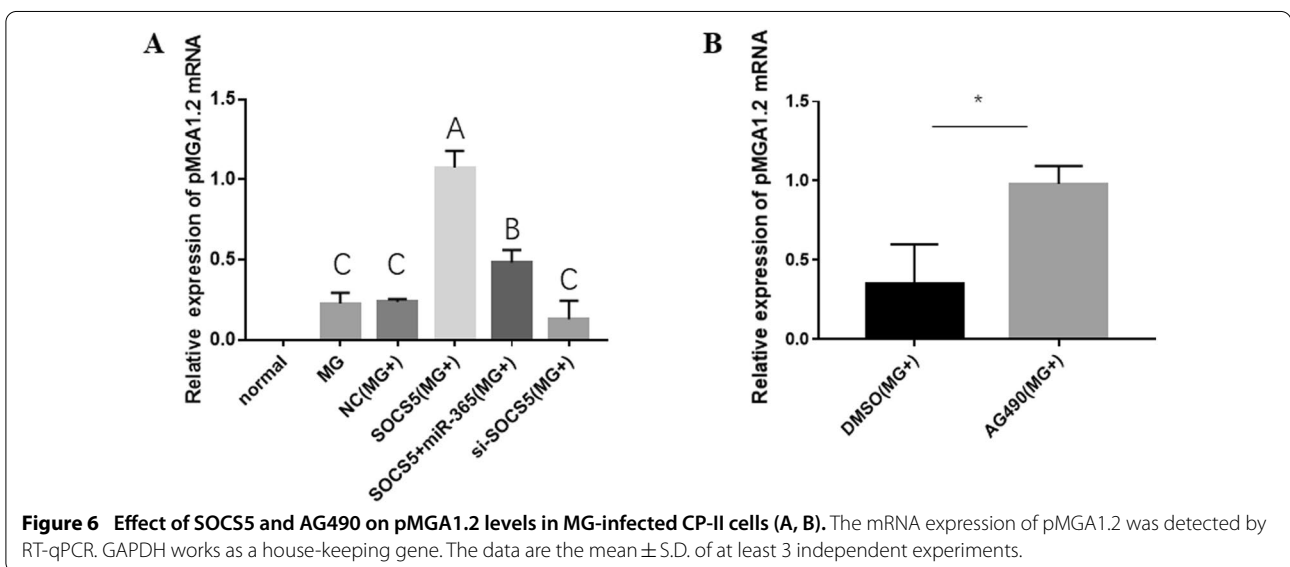 A
Relative expression of pMGA1.2 mRNA
1.5
1.0
0.5
0.0
C
C
A
B
C
normal
MG
NC(MG+)
SOCS5(MG+)
SOCS5+miR-365(MG+)
si-SOCS5(MG+)
B
Relative expression of pMGA1.2 mRNA
1.5
1.0
0.5
0.0
*
DMSO(MG+)
AG490(MG+)
Figure 6 Effect of SOCS5 and AG490 on pMGA1.2 levels in MG-infected CP-II cells (A, B). The mRNA expression of pMGA1.2 was detected by
RT-qPCR. GAPDH works as a house-keeping gene. The data are the mean ± S.D. of at least 3 independent experiments.